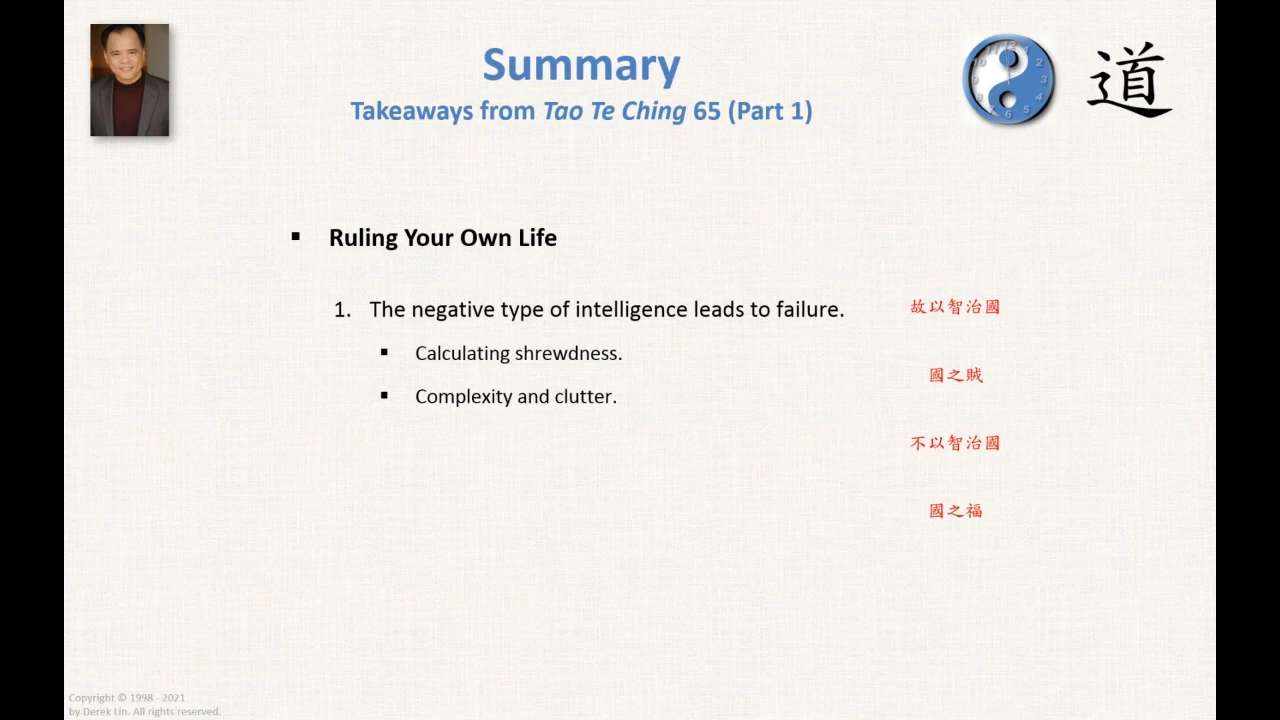 Summary
Takeaways from Tao Te Ching 65 (Part 1)
道
▪ Ruling Your Own Life
1. The negative type of intelligence leads to failure.
▪ Calculating shrewdness.
▪ Complexity and clutter.
故以智治國
國之賊
不以智治國
國之福
Copyright © 1998 - 2021
by Derek Lin. All rights reserved.